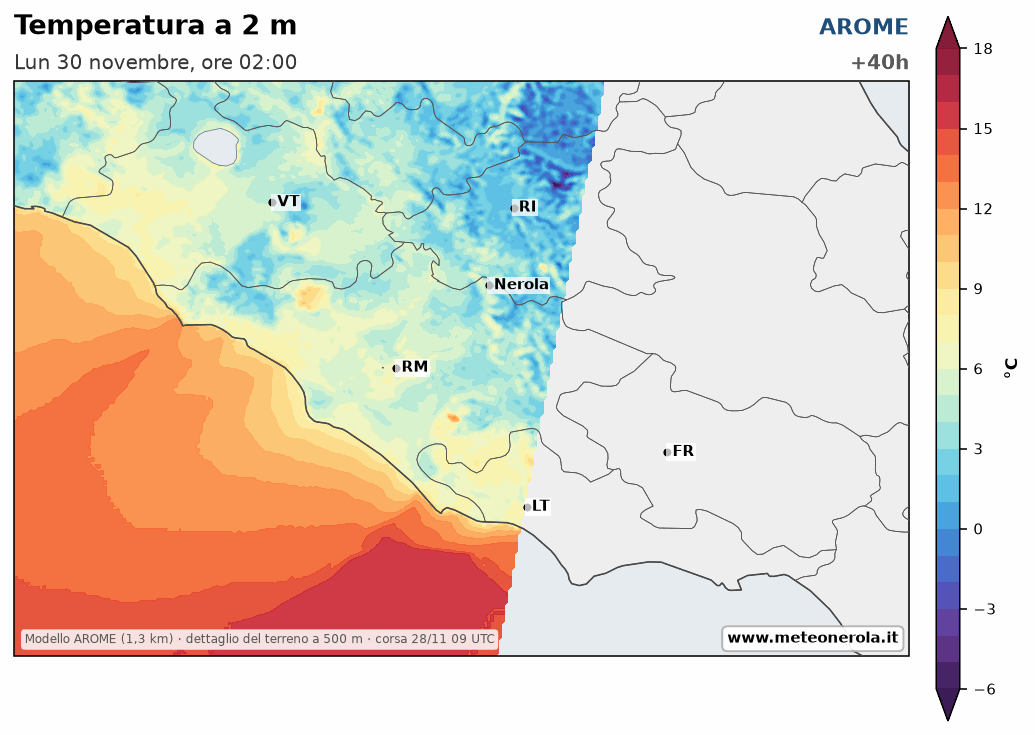 Temperatura a 2 m
AROME
Lun 30 novembre, ore 02:00
+40h
VT
RI
Nerola
RM
FR
LT
Modello AROME (1,3 km) · dettaglio del terreno a 500 m · corsa 28/11 09 UTC
www.meteonerola.it
18
15
12
9
6
3
0
−3
−6
°C